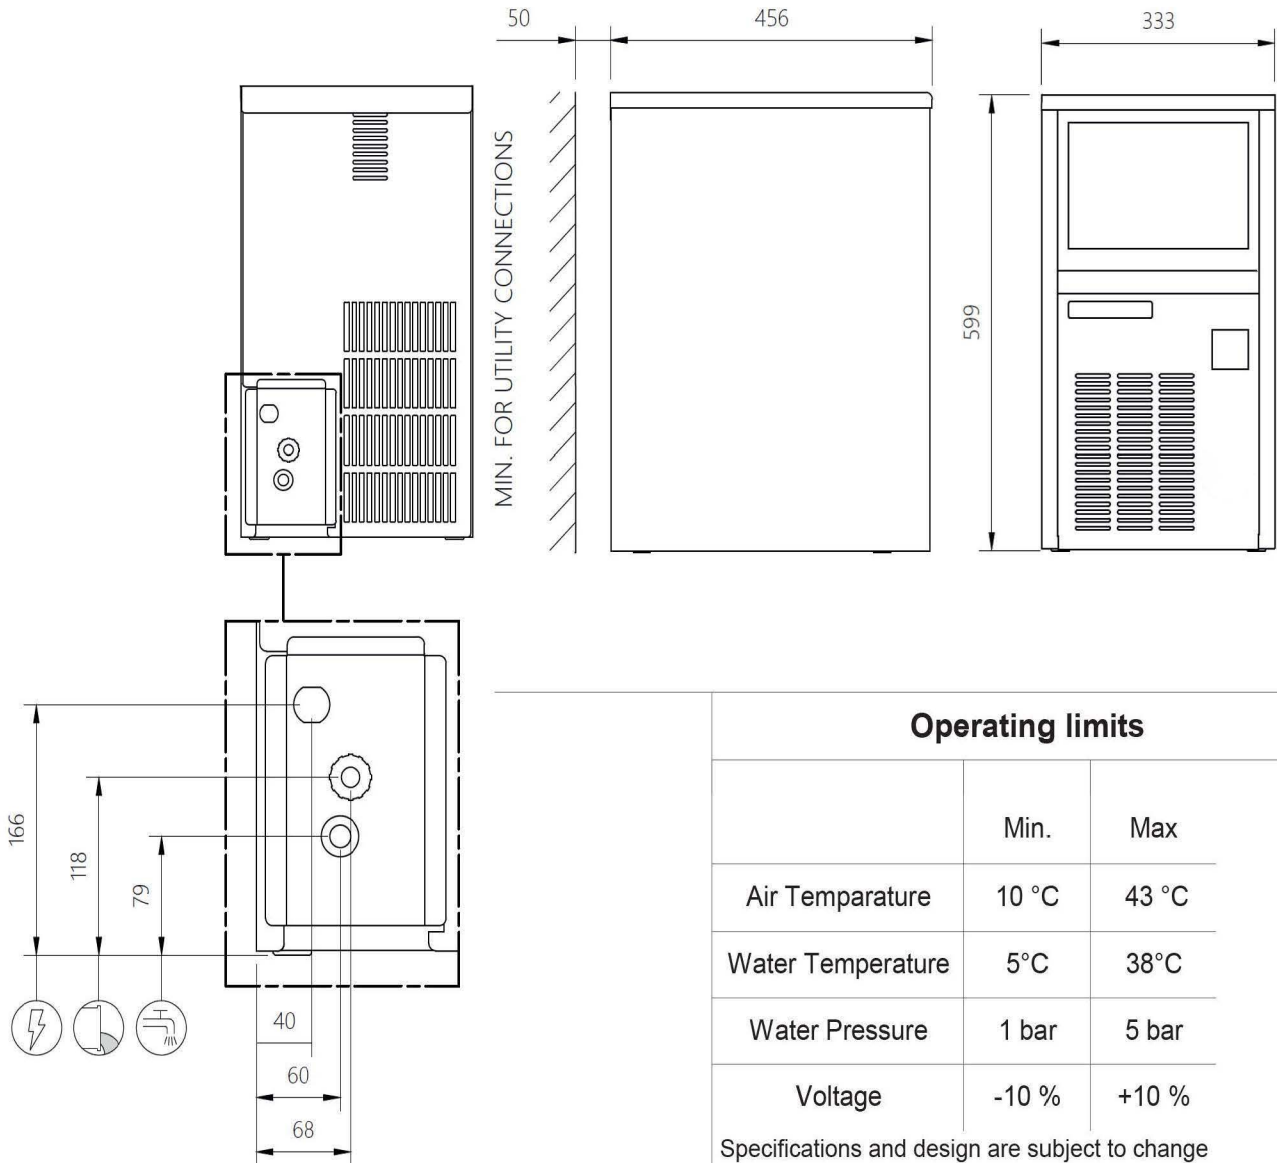 50
456
333
MIN. FOR UTILITY CONNECTIONS
599
166
118
79
40
60
68
Operating limits
Min. Max
Air Temparature 10 °C 43 °C
Water Temperature 5°C 38°C
Water Pressure 1 bar 5 bar
Voltage -10 % +10 %
Specifications and design are subject to change